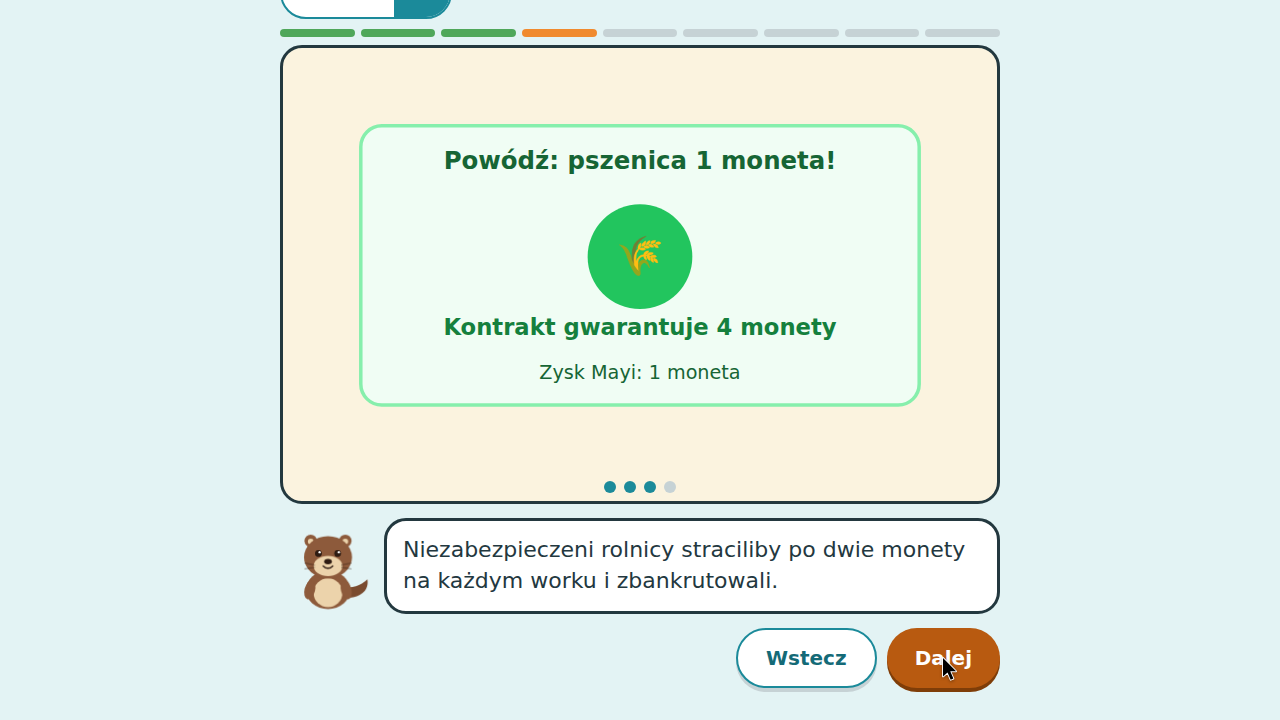 Powódź: pszenica 1 moneta!
Kontrakt gwarantuje 4 monety
Zysk Mayi: 1 moneta
Niezabezpieczeni rolnicy straciliby po dwie monety
na każdym worku i zbankrutowali.
Wstecz
Dalej